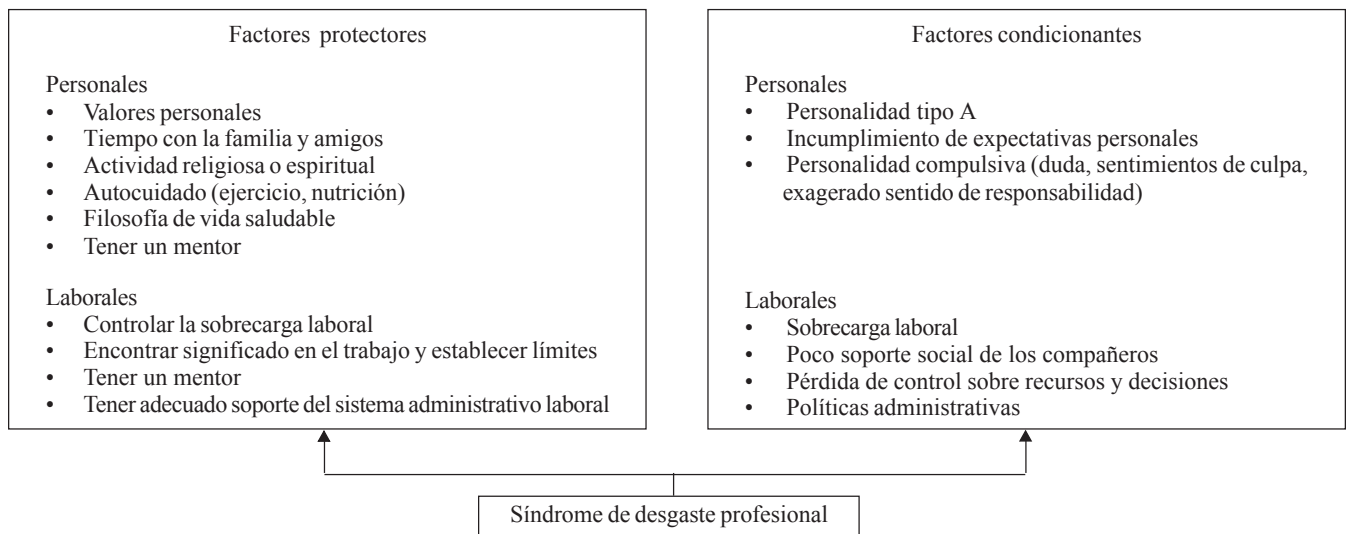 Factores protectores
Personales
• Valores personales
• Tiempo con la familia y amigos
• Actividad religiosa o espiritual
• Autocuidado (ejercicio, nutrición)
• Filosofía de vida saludable
• Tener un mentor
Laborales
• Controlar la sobrecarga laboral
• Encontrar significado en el trabajo y establecer límites
• Tener un mentor
• Tener adecuado soporte del sistema administrativo laboral
Factores condicionantes
Personales
• Personalidad tipo A
• Incumplimiento de expectativas personales
• Personalidad compulsiva (duda, sentimientos de culpa,
exagerado sentido de responsabilidad)
Laborales
• Sobrecarga laboral
• Poco soporte social de los compañeros
• Pérdida de control sobre recursos y decisiones
• Políticas administrativas
Síndrome de desgaste profesional